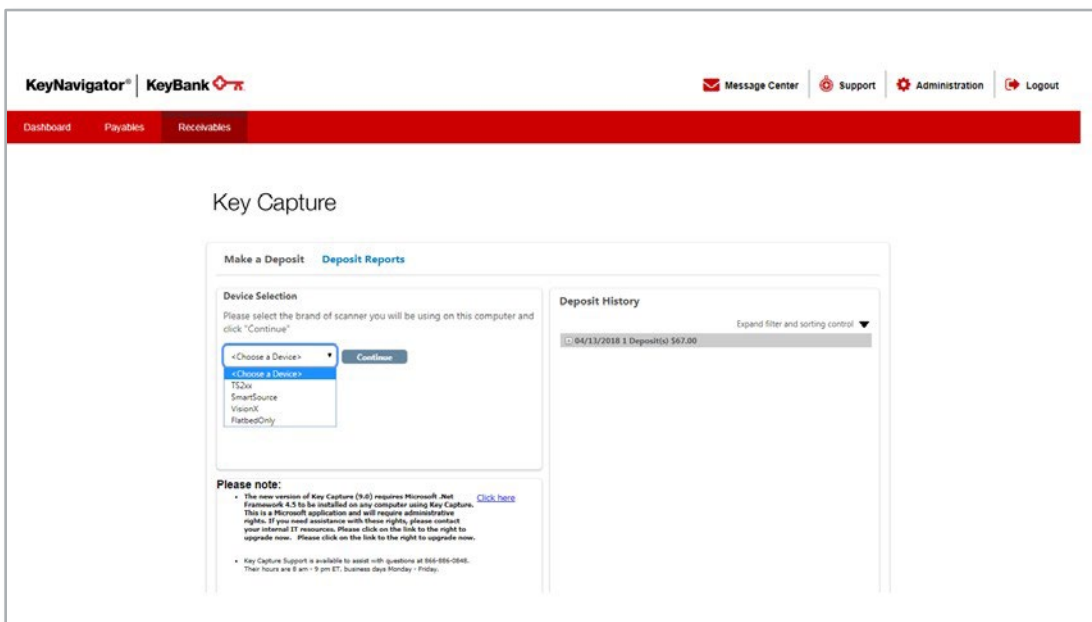 KeyNavigator® KeyBank
Message Center Support Administration Logout
Dashboard Payables Receivables
Key Capture
Make a Deposit Deposit Reports
Device Selection
Please select the brand of scanner you will be using on this computer and
click "Continue"
<Choose a Device> Continue
<Choose a Device>
TS2xx
SmartSource
VisionX
FlatbedOnly
Deposit History
Expand filter and sorting control
04/13/2018 1 Deposit(s) $67.00
Please note:
The new version of Key Capture (9.0) requires Microsoft .Net
Framework 4.5 to be installed on any computer using Key Capture.
This is a Microsoft application and will require administrative
rights. If you need assistance with these rights, please contact
your internal IT resources. Please click on the link to the right to
upgrade now. Please click on the link to the right to upgrade now.
Click here
Key Capture Support is available to assist with questions at 866-886-0848.
Their hours are 8 am - 9 pm ET, business days Monday - Friday.